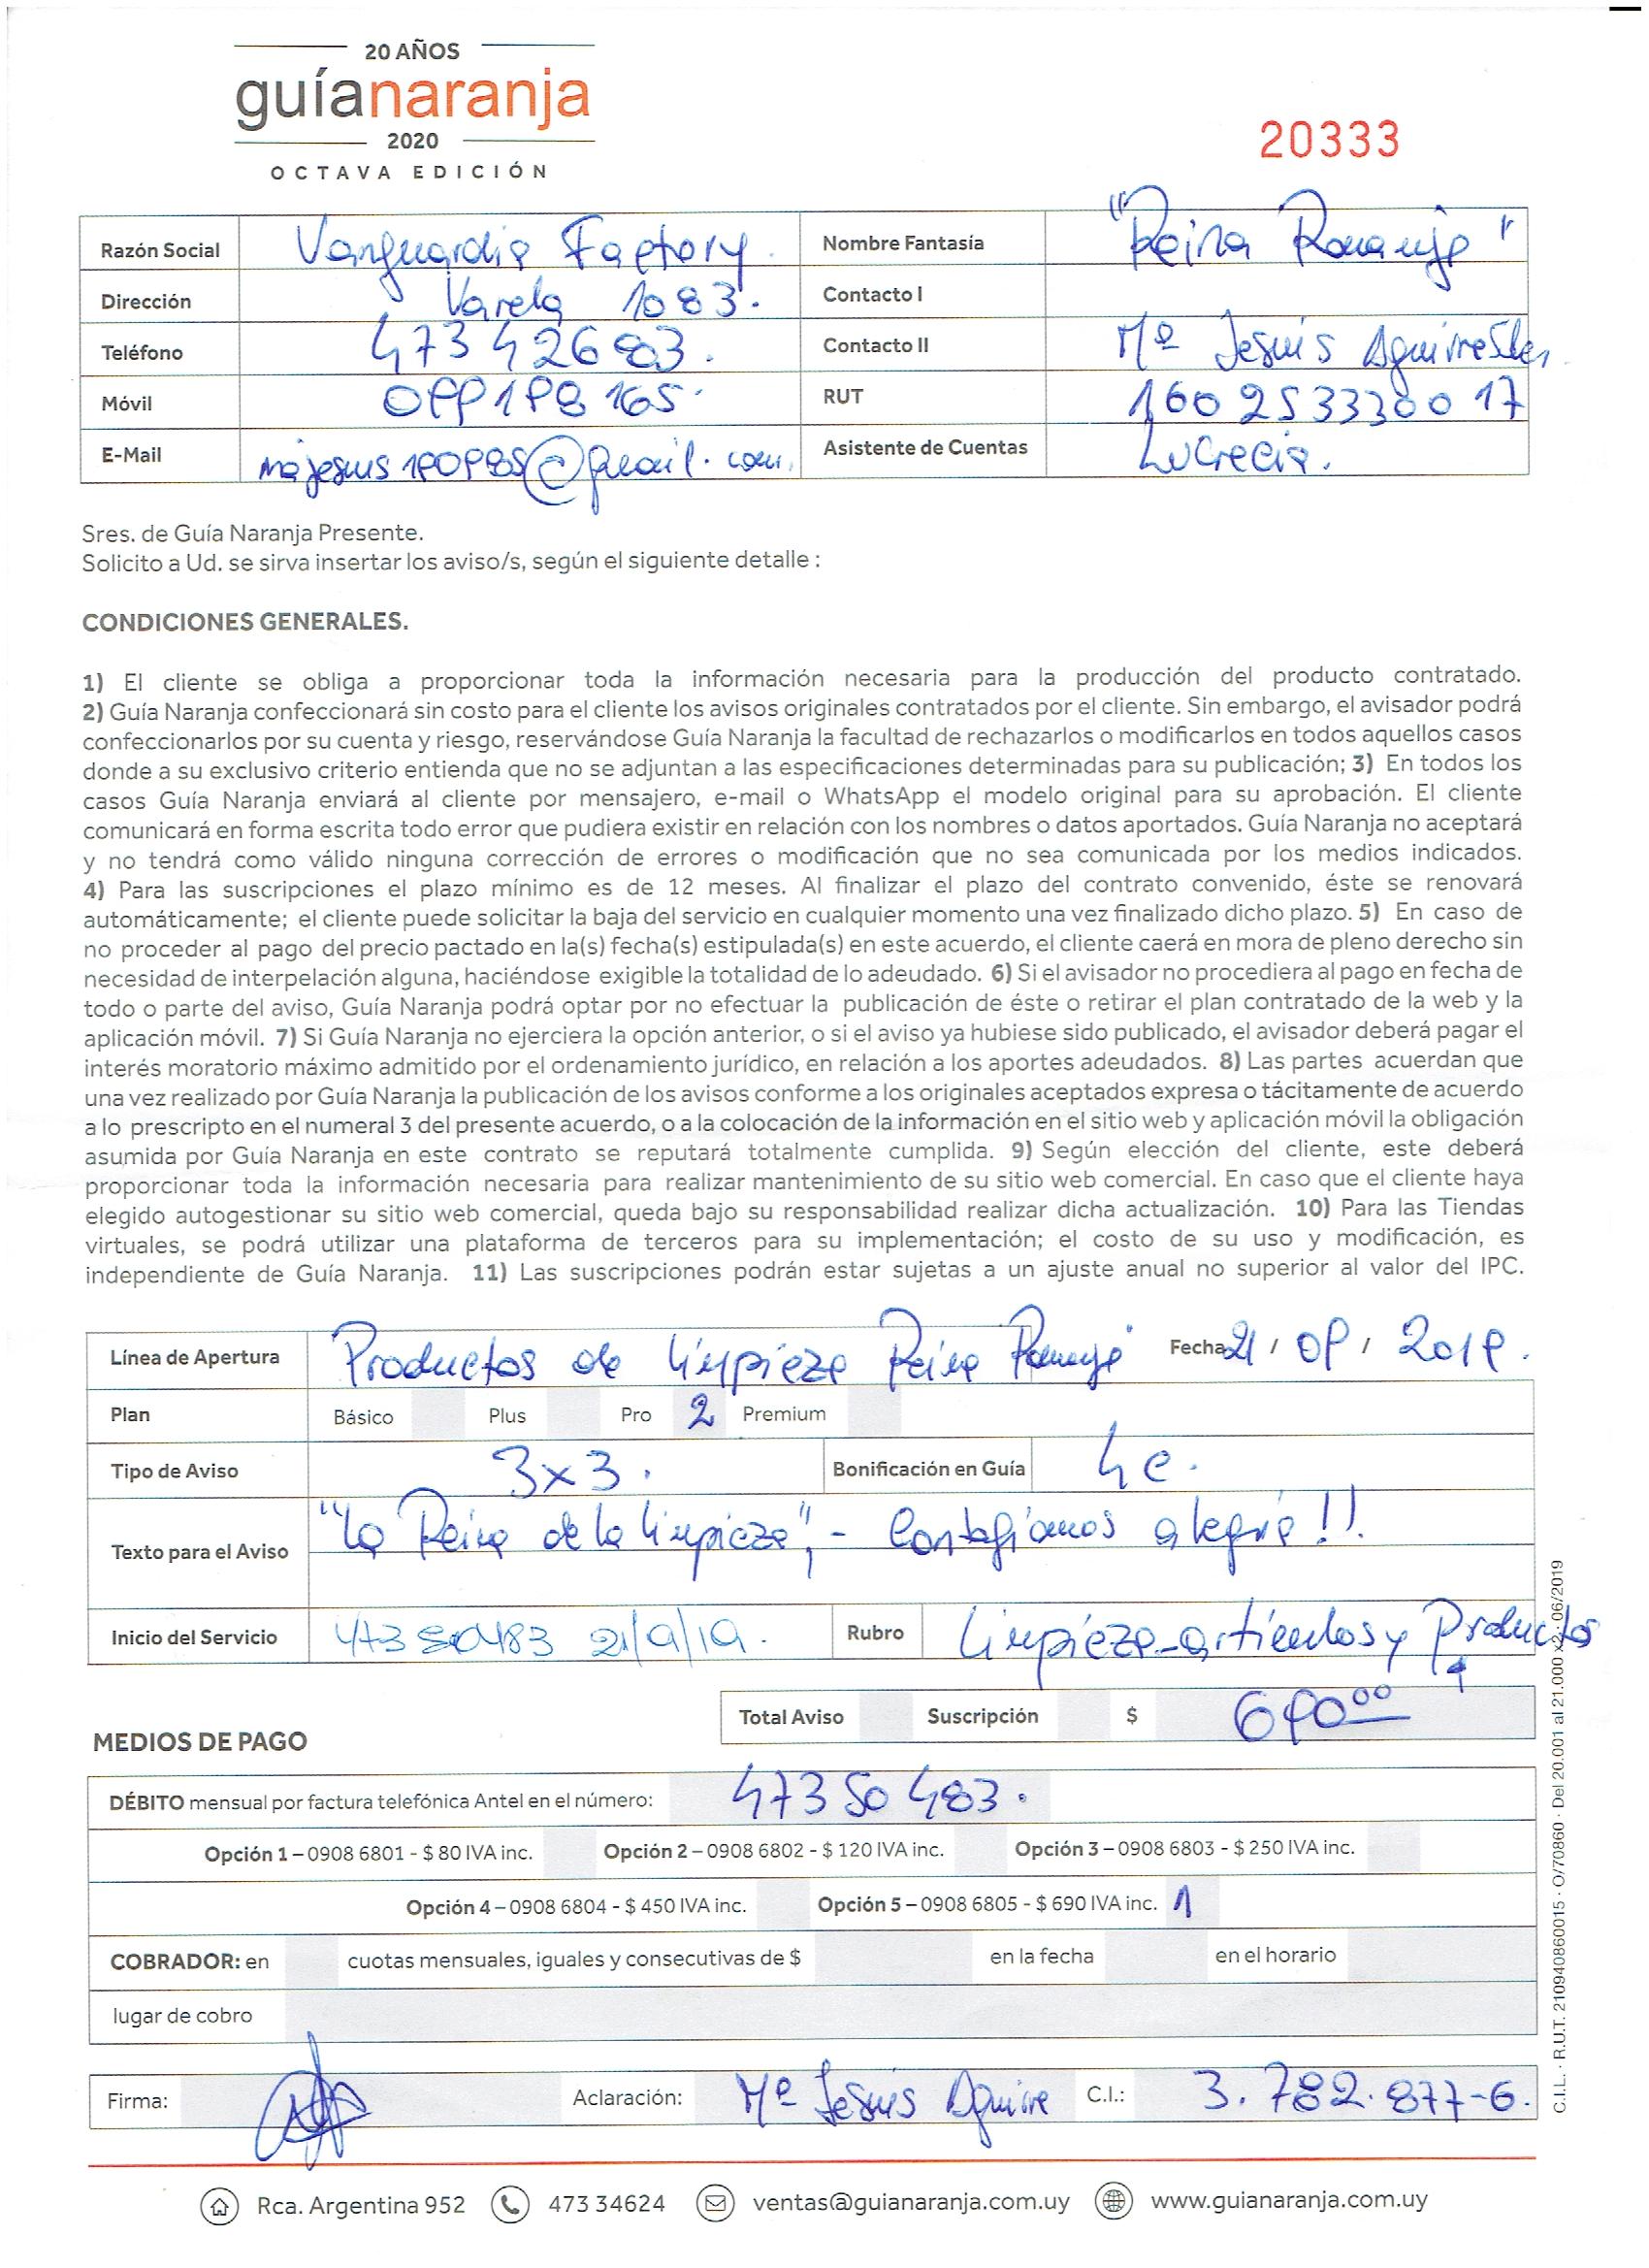 20 AÑOS
guíanaranja
2020
OCTAVA EDICIÓN
20333
Razón Social Vanguardia Factory. Nombre Fantasía "Reina
Dirección Varela 1083. Contacto I
Teléfono 473 42683. Contacto II Mª Jesús Aguirre
Móvil 099 198 165. RUT 160253330017
E-Mail majesus190985@gmail.com. Asistente de Cuentas Lucrecia.
Sres. de Guía Naranja Presente.
Solicito a Ud. se sirva insertar los aviso/s, según el siguiente detalle :
CONDICIONES GENERALES.
1) El cliente se obliga a proporcionar toda la información necesaria para la producción del producto contratado.
2) Guía Naranja confeccionará sin costo para el cliente los avisos originales contratados por el cliente. Sin embargo, el avisador podrá
confeccionarlos por su cuenta y riesgo, reservándose Guía Naranja la facultad de rechazarlos o modificarlos en todos aquellos casos
donde a su exclusivo criterio entienda que no se adjuntan a las especificaciones determinadas para su publicación; 3) En todos los
casos Guía Naranja enviará al cliente por mensajero, e-mail o WhatsApp el modelo original para su aprobación. El cliente
comunicará en forma escrita todo error que pudiera existir en relación con los nombres o datos aportados. Guía Naranja no aceptará
y no tendrá como válido ninguna corrección de errores o modificación que no sea comunicada por los medios indicados.
4) Para las suscripciones el plazo mínimo es de 12 meses. Al finalizar el plazo del contrato convenido, éste se renovará
automáticamente; el cliente puede solicitar la baja del servicio en cualquier momento una vez finalizado dicho plazo. 5) En caso de
no proceder al pago del precio pactado en la(s) fecha(s) estipulada(s) en este acuerdo, el cliente caerá en mora de pleno derecho sin
necesidad de interpelación alguna, haciéndose exigible la totalidad de lo adeudado. 6) Si el avisador no procediera al pago en fecha de
todo o parte del aviso, Guía Naranja podrá optar por no efectuar la publicación de éste o retirar el plan contratado de la web y la
aplicación móvil. 7) Si Guía Naranja no ejerciera la opción anterior, o si el aviso ya hubiese sido publicado, el avisador deberá pagar el
interés moratorio máximo admitido por el ordenamiento jurídico, en relación a los aportes adeudados. 8) Las partes acuerdan que
una vez realizado por Guía Naranja la publicación de los avisos conforme a los originales aceptados expresa o tácitamente de acuerdo
a lo prescripto en el numeral 3 del presente acuerdo, o a la colocación de la información en el sitio web y aplicación móvil la obligación
asumida por Guía Naranja en este contrato se reputará totalmente cumplida. 9) Según elección del cliente, este deberá
proporcionar toda la información necesaria para realizar mantenimiento de su sitio web comercial. En caso que el cliente haya
elegido autogestionar su sitio web comercial, queda bajo su responsabilidad realizar dicha actualización. 10) Para las Tiendas
virtuales, se podrá utilizar una plataforma de terceros para su implementación; el costo de su uso y modificación, es
independiente de Guía Naranja. 11) Las suscripciones podrán estar sujetas a un ajuste anual no superior al valor del IPC.
Línea de Apertura Productos de limpieza Reina Fecha 21 / 09 / 2019.
Plan Básico Plus Pro 2 Premium
Tipo de Aviso 3x3. Bonificación en Guía 4c.
Texto para el Aviso "La Reina de la limpieza", - Contagiamos alegría!!
Inicio del Servicio 473 50483 21/9/19. Rubro Limpieza-artículos y Productos
Total Aviso Suscripción $ 690 00
MEDIOS DE PAGO
DÉBITO mensual por factura telefónica Antel en el número: 473 50 483.
Opción 1 – 0908 6801 - $ 80 IVA inc. Opción 2 – 0908 6802 - $ 120 IVA inc. Opción 3 – 0908 6803 - $ 250 IVA inc.
Opción 4 – 0908 6804 - $ 450 IVA inc. Opción 5 – 0908 6805 - $ 690 IVA inc. 1
COBRADOR: en cuotas mensuales, iguales y consecutivas de $ en la fecha en el horario
lugar de cobro
Firma: Aclaración: Mª Jesús Aguirre C.I.: 3.782.877-6.
Rca. Argentina 952 473 34624 ventas@guianaranja.com.uy www.guianaranja.com.uy
C.I.L. · R.U.T. 210940860015 · O/70860 · Del 20.001 al 21.000 x2 · 06/2019